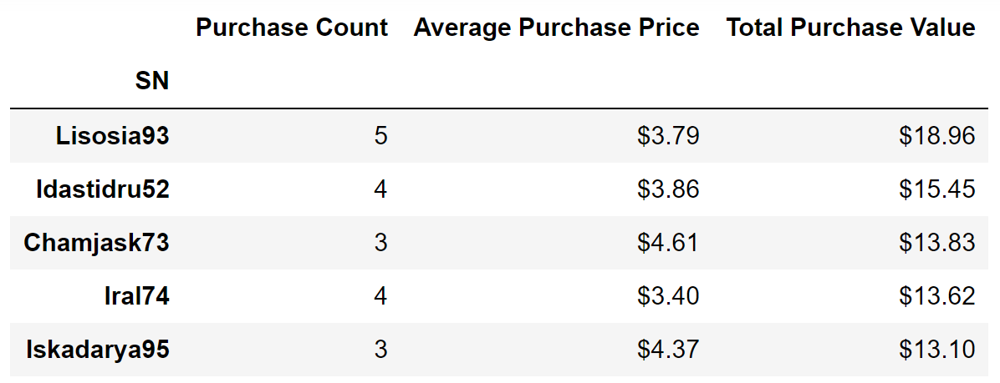 Purchase Count Average Purchase Price Total Purchase Value
SN
Lisosia93 5 $3.79 $18.96
Idastidru52 4 $3.86 $15.45
Chamjask73 3 $4.61 $13.83
Iral74 4 $3.40 $13.62
Iskadarya95 3 $4.37 $13.10